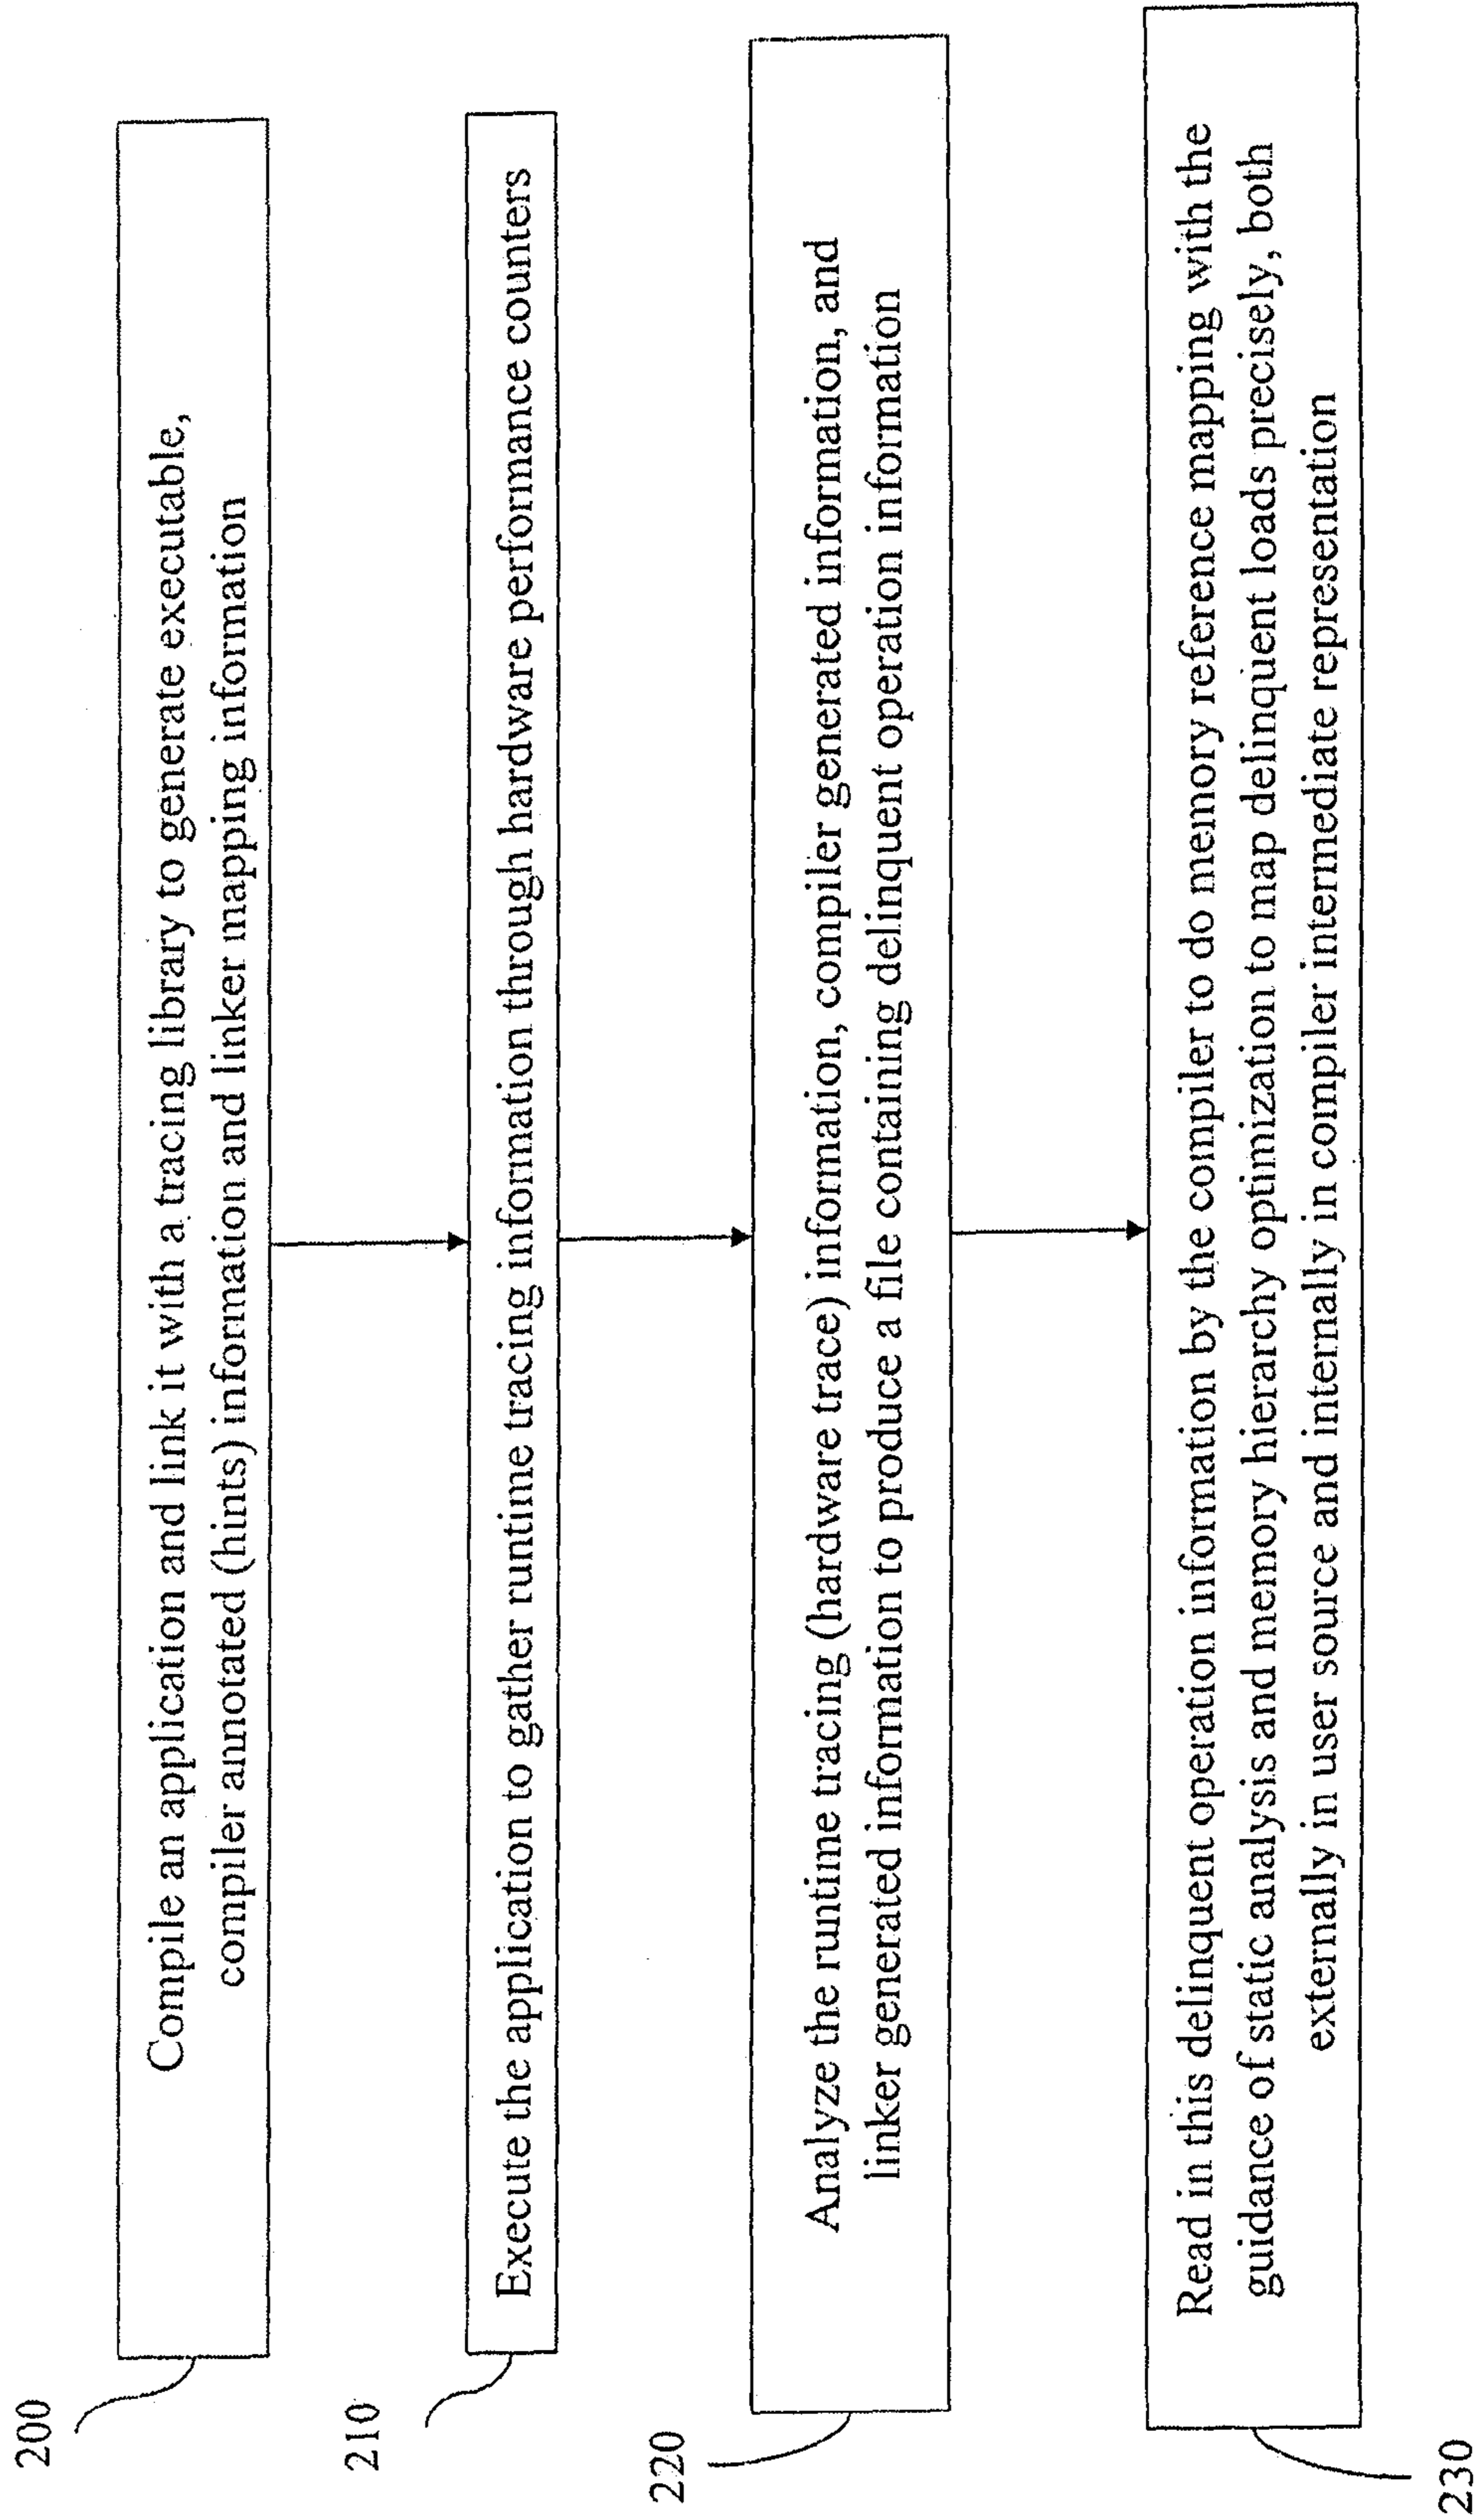 200
Compile an application and link it with a tracing library to generate executable,
compiler annotated (hints) information and linker mapping information
210
Execute the application to gather runtime tracing information through hardware performance counters
220
Analyze the runtime tracing (hardware trace) information, compiler generated information, and
linker generated information to produce a file containing delinquent operation information
230
Read in this delinquent operation information by the compiler to do memory reference mapping with the
guidance of static analysis and memory hierarchy optimization to map delinquent loads precisely, both
externally in user source and internally in compiler intermediate representation